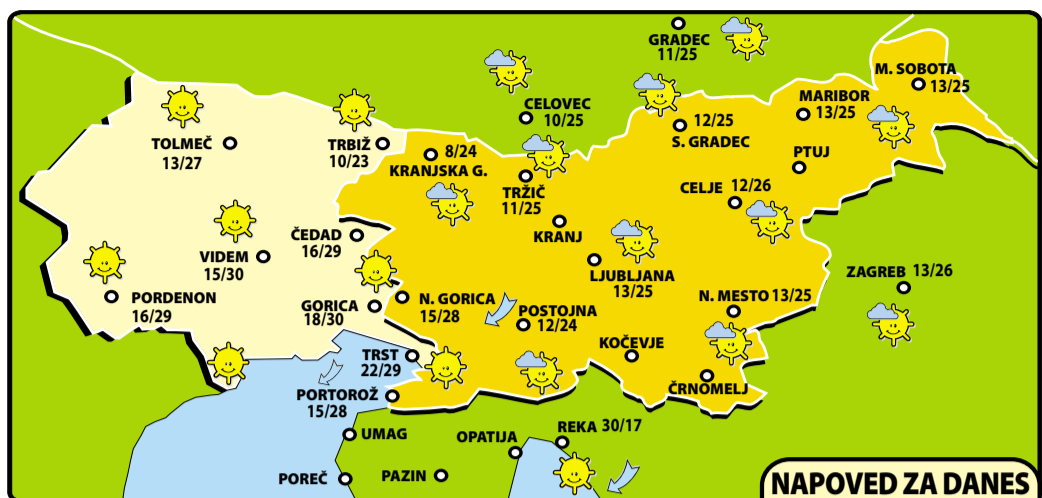 GRADEC
11/25
M. SOBOTA
13/25
MARIBOR
13/25
CELOVEC
10/25
12/25
S. GRADEC
TOLMEČ
13/27
TRBIŽ
10/23
8/24
KRANJSKA G.
PTUJ
TRŽIČ
11/25
CELJE 12/26
KRANJ
ČEDAD
16/29
VIDEM
15/30
LJUBLJANA
13/25
ZAGREB 13/26
PORDENON
16/29
GORICA
18/30
N. GORICA
15/28
POSTOJNA
12/24
N. MESTO 13/25
KOČEVJE
TRST
22/29
ČRNOMELJ
PORTOROŽ
15/28
UMAG
OPATIJA
REKA 30/17
POREČ
PAZIN
NAPOVED ZA DANES